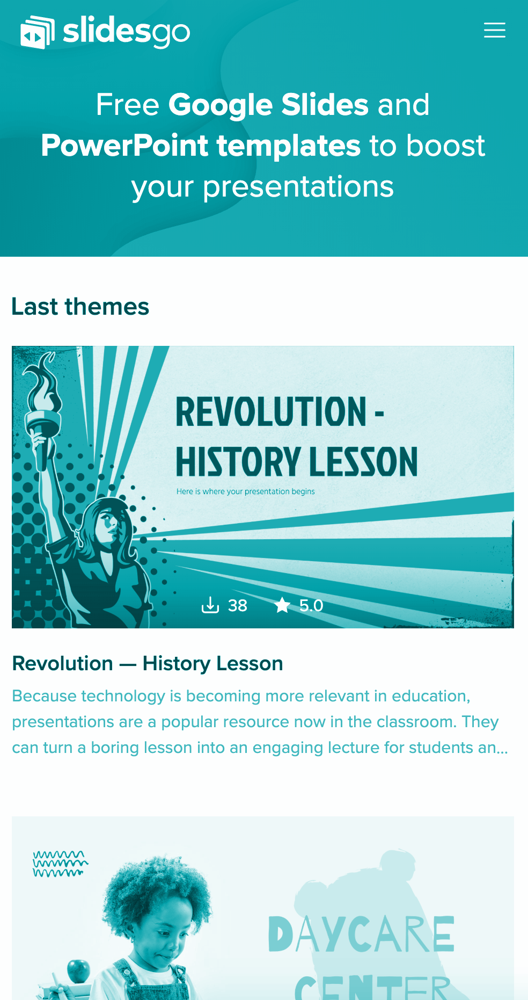 slidesgo
Free Google Slides and
PowerPoint templates to boost
your presentations
Last themes
REVOLUTION -
HISTORY LESSON
Here is where your presentation begins
38 5.0
Revolution — History Lesson
Because technology is becoming more relevant in education,
presentations are a popular resource now in the classroom. They
can turn a boring lesson into an engaging lecture for students an...
DAYCARE
CENTER